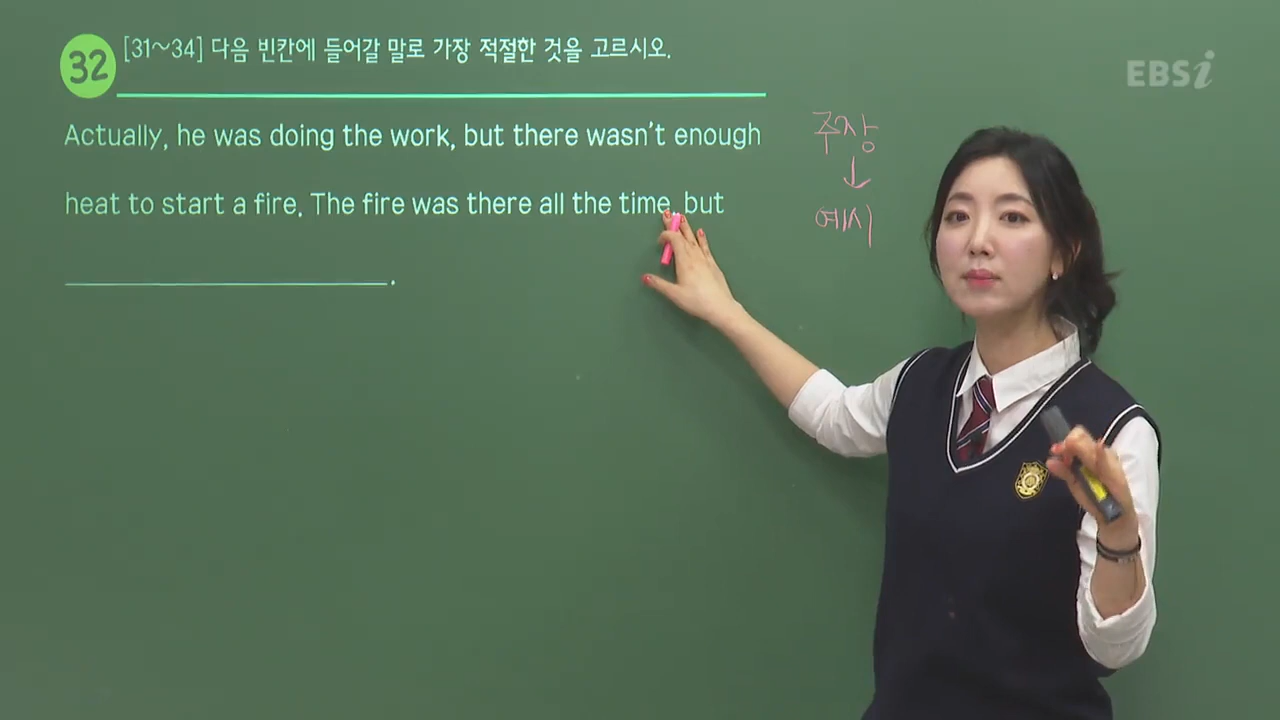 32 [31~34] 다음 빈칸에 들어갈 말로 가장 적절한 것을 고르시오.
EBSi
Actually, he was doing the work, but there wasn't enough
heat to start a fire. The fire was there all the time, but
.
주장
↓
예시